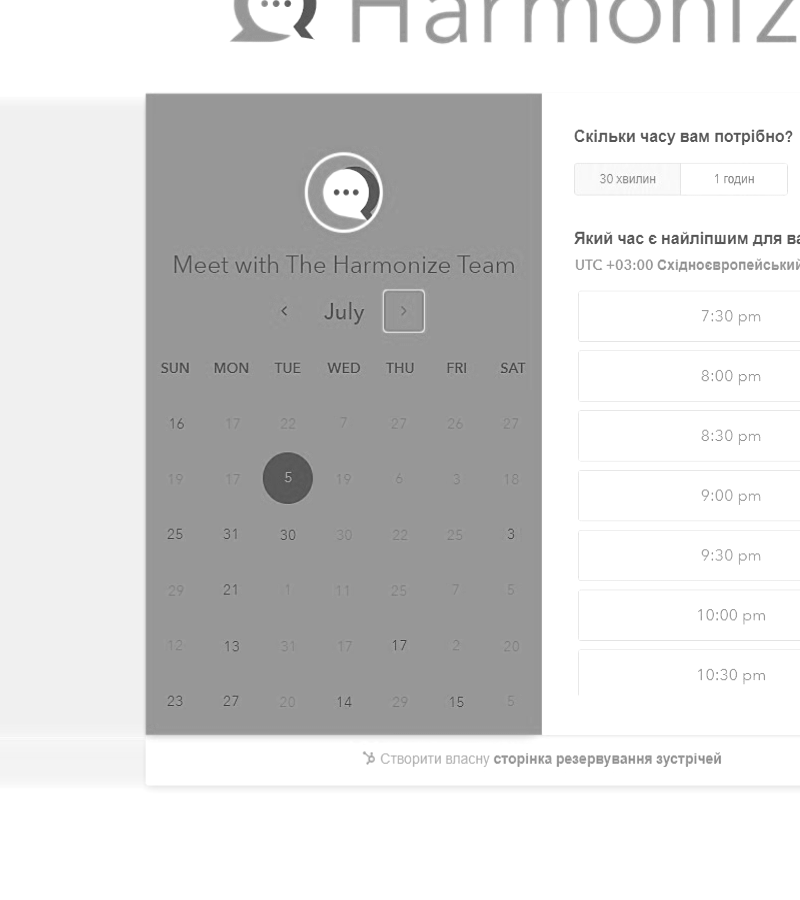 Harmoniz
Meet with The Harmonize Team
July
SUN MON TUE WED THU FRI SAT
16 17 22 7 27 26 27
19 17 5 19 6 3 18
25 31 30 30 22 25 3
29 21 1 11 25 7 5
12 13 31 17 17 2 20
23 27 20 14 29 15 5
Скільки часу вам потрібно?
30 хвилин 1 годин
Який час є найліпшим для ва
UTC +03:00 Східноєвропейський
7:30 pm
8:00 pm
8:30 pm
9:00 pm
9:30 pm
10:00 pm
10:30 pm
Створити власну сторінка резервування зустрічей